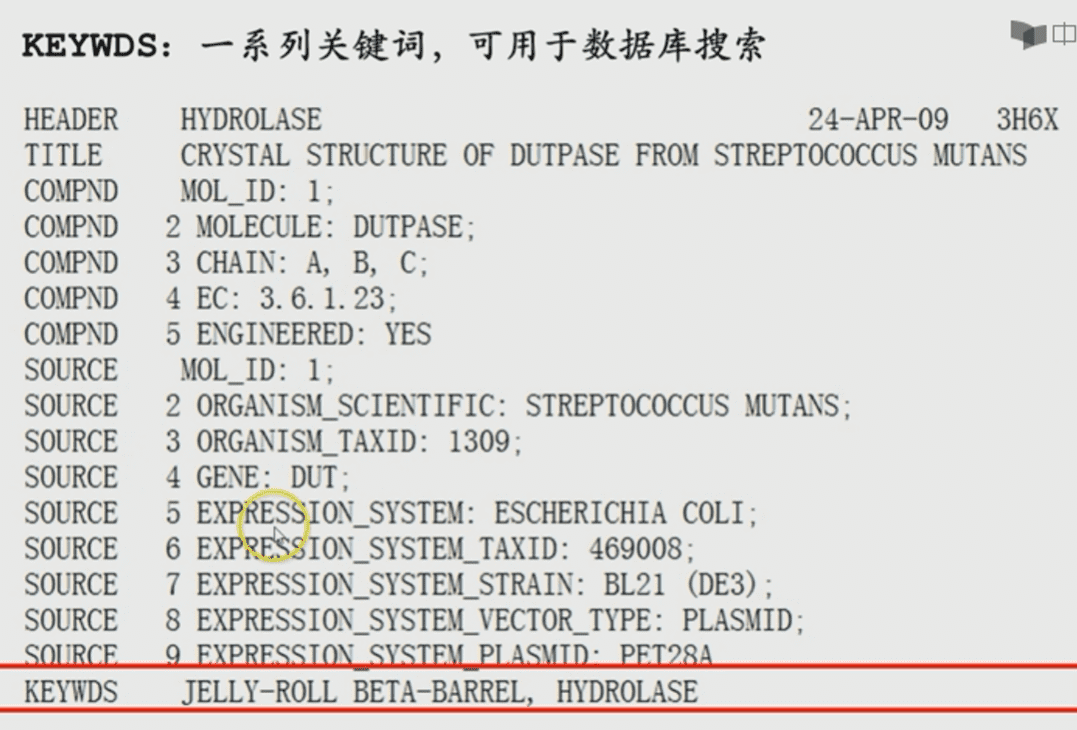 KEYWDS: 一系列关键词，可用于数据库搜索
HEADER HYDROLASE 24-APR-09 3H6X
TITLE CRYSTAL STRUCTURE OF DUTPASE FROM STREPTOCOCCUS MUTANS
COMPND MOL_ID: 1;
COMPND 2 MOLECULE: DUTPASE;
COMPND 3 CHAIN: A, B, C;
COMPND 4 EC: 3.6.1.23;
COMPND 5 ENGINEERED: YES
SOURCE MOL_ID: 1;
SOURCE 2 ORGANISM_SCIENTIFIC: STREPTOCOCCUS MUTANS;
SOURCE 3 ORGANISM_TAXID: 1309;
SOURCE 4 GENE: DUT;
SOURCE 5 EXPRESSION_SYSTEM: ESCHERICHIA COLI;
SOURCE 6 EXPRESSION_SYSTEM_TAXID: 469008;
SOURCE 7 EXPRESSION_SYSTEM_STRAIN: BL21 (DE3);
SOURCE 8 EXPRESSION_SYSTEM_VECTOR_TYPE: PLASMID;
SOURCE 9 EXPRESSION_SYSTEM_PLASMID: PET28A
KEYWDS JELLY-ROLL BETA-BARREL, HYDROLASE